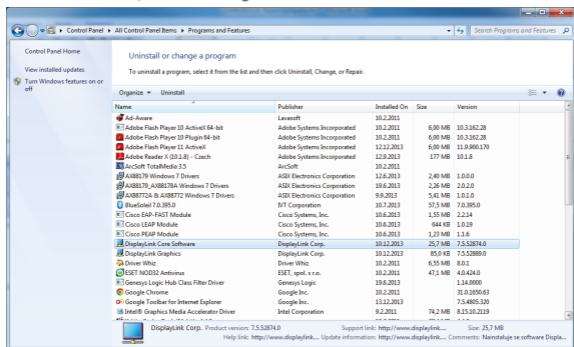 Control Panel ▸ All Control Panel Items ▸ Programs and Features
Search Programs and Features
Control Panel Home
View installed updates
Turn Windows features on or off
Uninstall or change a program
To uninstall a program, select it from the list and then click Uninstall, Change, or Repair.
Organize Uninstall
Name Publisher Installed On Size Version
Ad-Aware Lavasoft 10.2.2011
Adobe Flash Player 10 ActiveX 64-bit Adobe Systems Incorporated 10.2.2011 6,00 MB 10.3.162.28
Adobe Flash Player 10 Plugin 64-bit Adobe Systems Incorporated 10.2.2011 6,00 MB 10.3.162.28
Adobe Flash Player 11 ActiveX Adobe Systems Incorporated 12.12.2013 6,00 MB 11.9.900.170
Adobe Reader X (10.1.8) - Czech Adobe Systems Incorporated 12.9.2013 177 MB 10.1.8
ArcSoft TotalMedia 3.5 ArcSoft 10.2.2011
AX88179 Windows 7 Drivers ASIX Electronics Corporation 12.6.2013 2,40 MB 1.0.0.0
AX88179_AX88178A Windows 7 Drivers ASIX Electronics Corporation 19.6.2013 2,26 MB 2.0.2.0
AX88772A & AX88772 Windows 7 Drivers ASIX Electronics Corporation 9.9.2013 5,41 MB 1.0.1.0
BlueSoleil 7.0.395.0 IVT Corporation 10.7.2013 57,5 MB 7.0.395.0
Cisco EAP-FAST Module Cisco Systems, Inc. 10.6.2013 1,55 MB 2.2.14
Cisco LEAP Module Cisco Systems, Inc. 10.6.2013 644 KB 1.0.19
Cisco PEAP Module Cisco Systems, Inc. 10.6.2013 1,23 MB 1.1.6
DisplayLink Core Software DisplayLink Corp. 10.12.2013 25,7 MB 7.5.52874.0
DisplayLink Graphics DisplayLink Corp. 10.12.2013 85,0 KB 7.5.52889.0
Driver Whiz Driver Whiz 10.2.2011 6,55 MB 8.0.1
ESET NOD32 Antivirus ESET, spol. s r.o. 10.2.2011 47,1 MB 4.0.424.0
Genesys Logic Hub Class Filter Driver Genesys Logic 19.6.2013 1.14.0000
Google Chrome Google Inc. 10.2.2011 31.0.1650.63
Google Toolbar for Internet Explorer Google Inc. 13.12.2013 7.5.4805.320
Intel® Graphics Media Accelerator Driver Intel Corporation 9.2.2011 74,2 MB 8.15.10.2119
DisplayLink Corp. Product version: 7.5.52874.0 Support link: http://www.displaylink.... Size: 25,7 MB
Help link: http://www.displaylink.... Update information: http://www.displaylink.... Comments: Nainstaluje se software Displa...